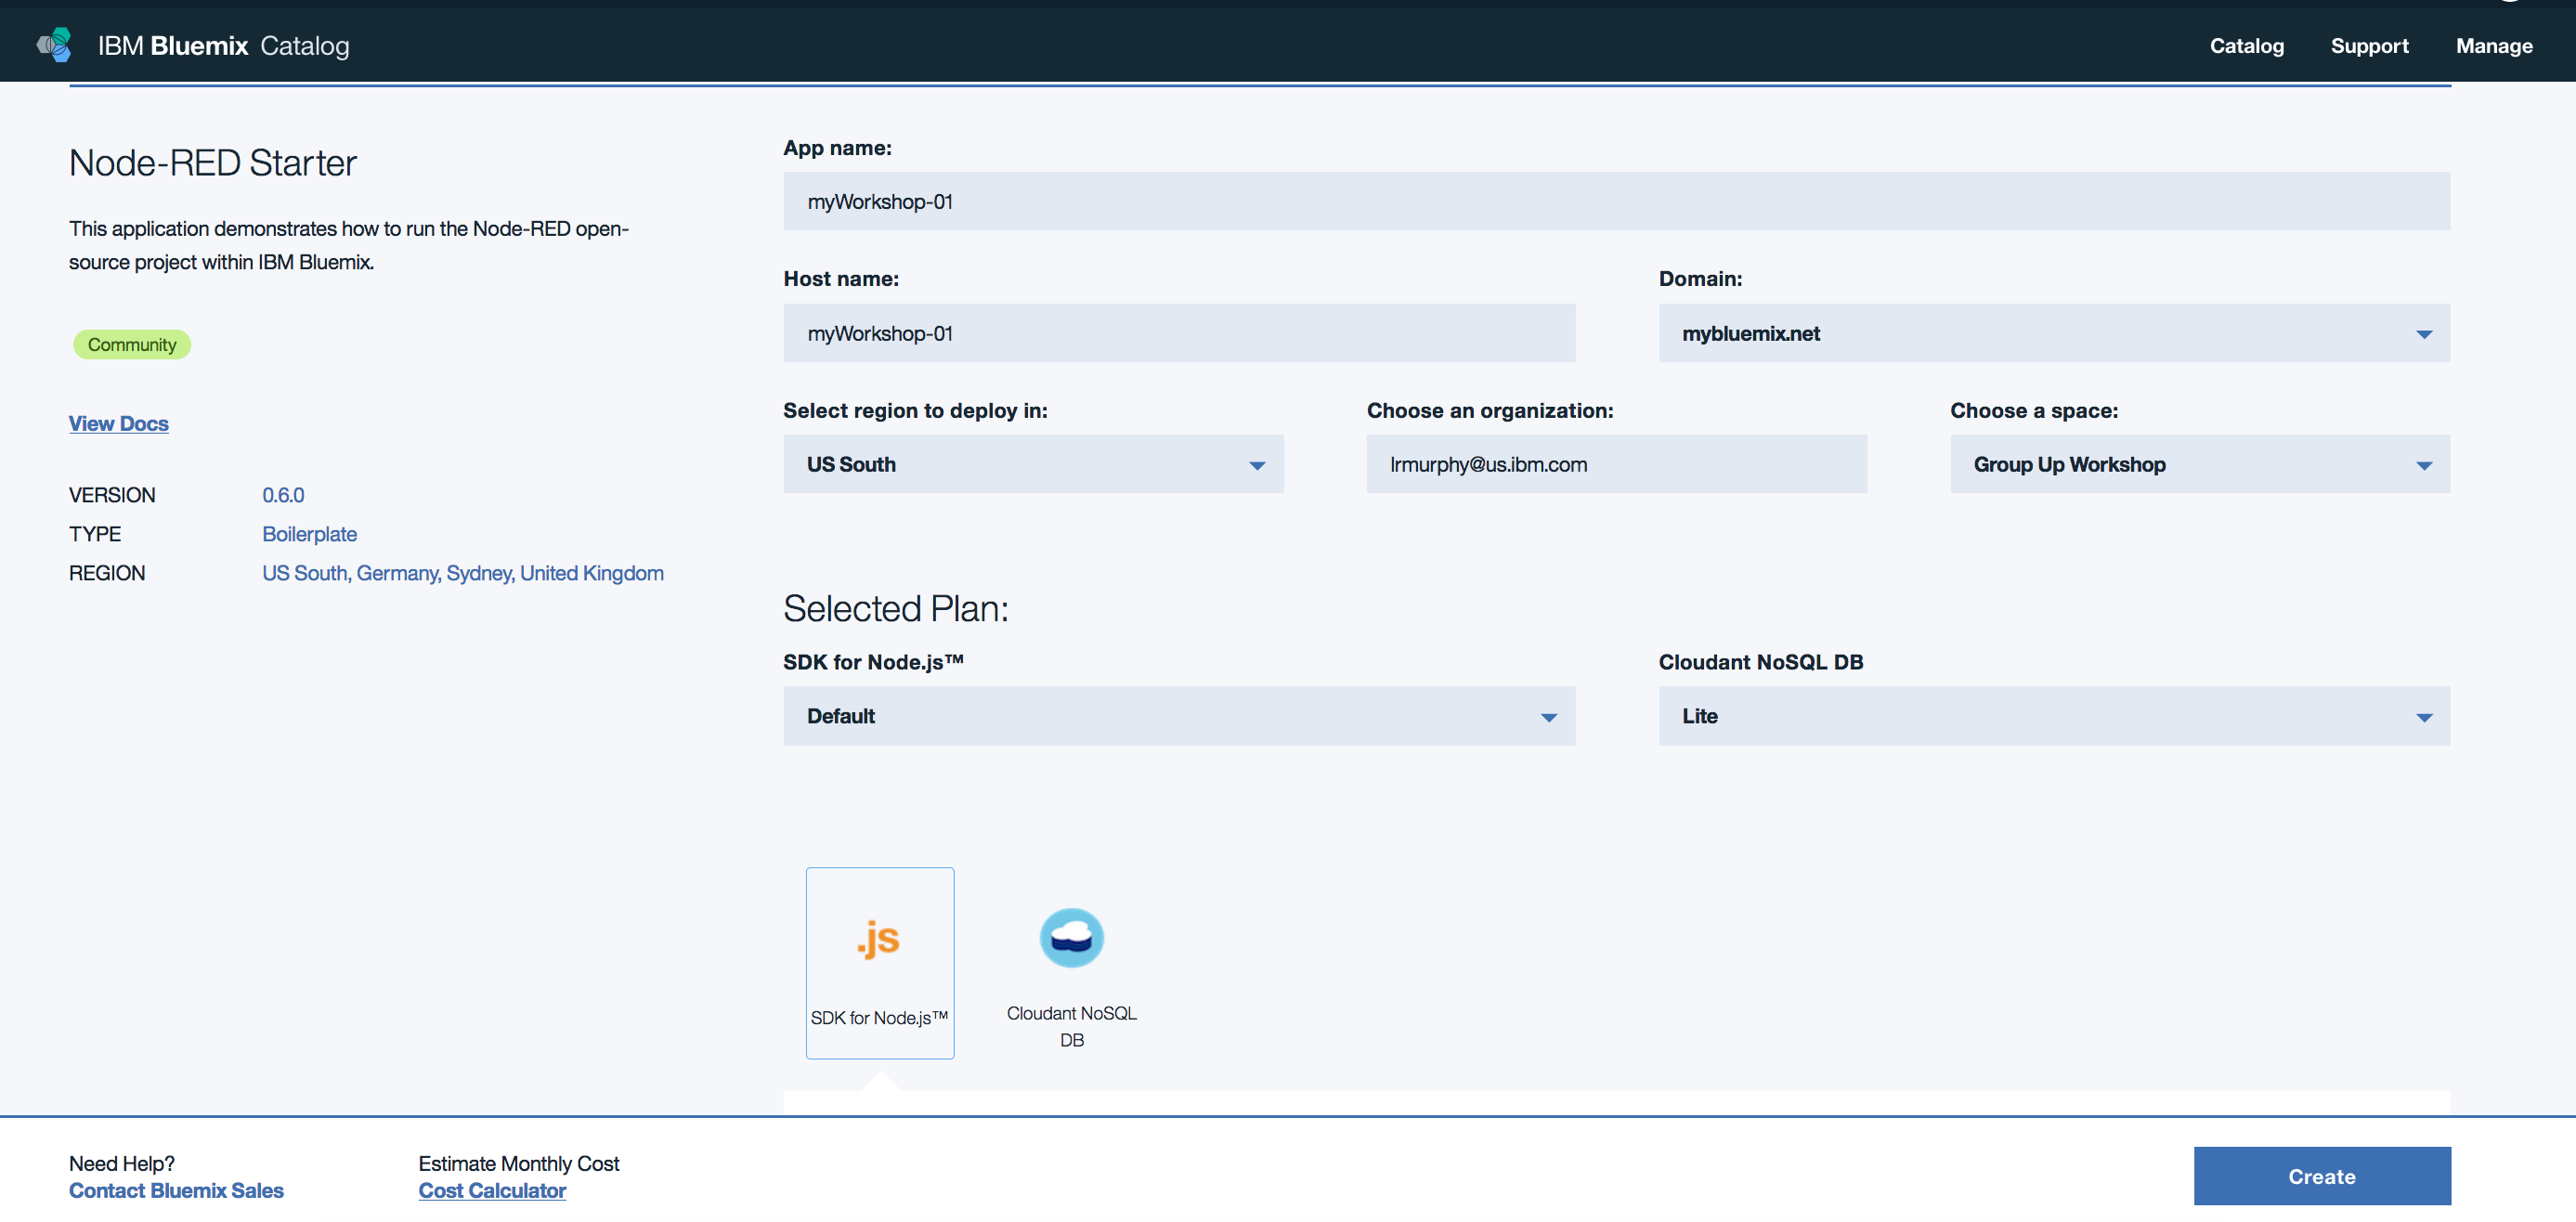 IBM Bluemix Catalog
Catalog Support Manage
Node-RED Starter
This application demonstrates how to run the Node-RED open-
source project within IBM Bluemix.
Community
View Docs
VERSION 0.6.0
TYPE Boilerplate
REGION US South, Germany, Sydney, United Kingdom
App name:
myWorkshop-01
Host name: Domain:
myWorkshop-01 mybluemix.net
Select region to deploy in: Choose an organization: Choose a space:
US South lrmurphy@us.ibm.com Group Up Workshop
Selected Plan:
SDK for Node.js™ Cloudant NoSQL DB
Default Lite
.js
SDK for Node.js™ Cloudant NoSQL
DB
Need Help? Estimate Monthly Cost
Contact Bluemix Sales Cost Calculator
Create